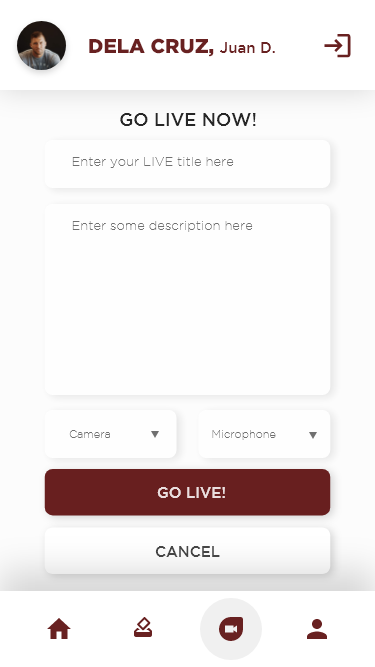 DELA CRUZ, Juan D.
GO LIVE NOW!
Enter your LIVE title here
Enter some description here
Camera
Microphone
GO LIVE!
CANCEL